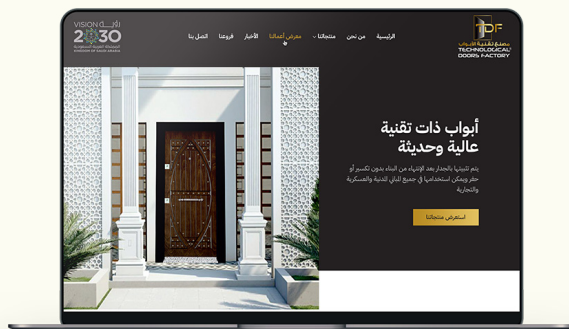 TDF
مصنع تقنية الأبواب
TECHNOLOGICAL
DOORS FACTORY
الرئيسية
من نحن
منتجاتنا
معرض أعمالنا
الأخبار
فروعنا
اتصل بنا
رؤية VISION
2030
المملكة العربية السعودية
KINGDOM OF SAUDI ARABIA
أبواب ذات تقنية
عالية وحديثة
يتم تثبيتها بالجدار بعد الإنتهاء من البناء بدون تكسير أو
حفر ويمكن استخدامها في جميع المباني المدنية والعسكرية
والتجارية
استعرض منتجاتنا